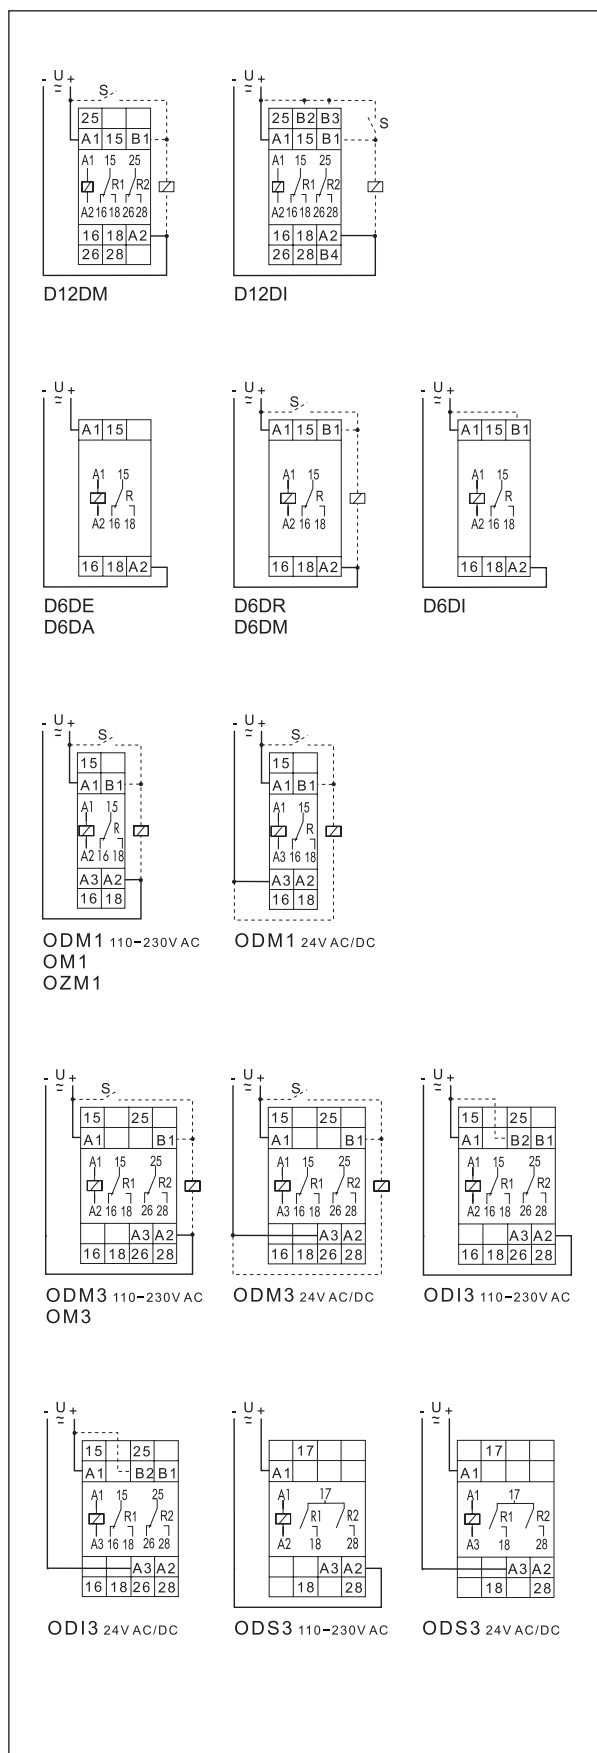 - U + - U +
≂ ≂
S
25 25 B2 B3 S
A1 15 B1 A1 15 B1
A1 15 25 A1 15 25
R1 R2 R1 R2
A2 16 18 26 28 A2 16 18 26 28
16 18 A2 16 18 A2
26 28 26 28 B4
D12DM D12DI
- U + - U + - U +
≂ ≂ ≂
S
A1 15 A1 15 B1 A1 15 B1
A1 15 A1 15 A1 15
R R R
A2 16 18 A2 16 18 A2 16 18
16 18 A2 16 18 A2 16 18 A2
D6DE D6DR D6DI
D6DA D6DM
- U + - U +
≂ ≂
S S
15 15
A1 B1 A1 B1
A1 15 A1 15
R R
A2 16 18 A3 16 18
A3 A2 A3 A2
16 18 16 18
ODM1 110–230V AC ODM1 24V AC/DC
OM1
OZM1
- U + - U + - U +
≂ ≂ ≂
S S
15 25 15 25 15 25
A1 B1 A1 B1 A1 B2 B1
A1 15 25 A1 15 25 A1 15 25
R1 R2 R1 R2 R1 R2
A2 16 18 26 28 A3 16 18 26 28 A2 16 18 26 28
A3 A2 A3 A2 A3 A2
16 18 26 28 16 18 26 28 16 18 26 28
ODM3 110–230V AC ODM3 24V AC/DC ODI3 110–230V AC
OM3
- U + - U + - U +
≂ ≂ ≂
15 25 17 17
A1 B2 B1 A1 A1
A1 15 25 A1 17 A1 17
R1 R2 R1 R2 R1 R2
A3 16 18 26 28 A2 18 28 A3 18 28
A3 A2 A3 A2 A3 A2
16 18 26 28 18 28 18 28
ODI3 24V AC/DC ODS3 110–230V AC ODS3 24V AC/DC